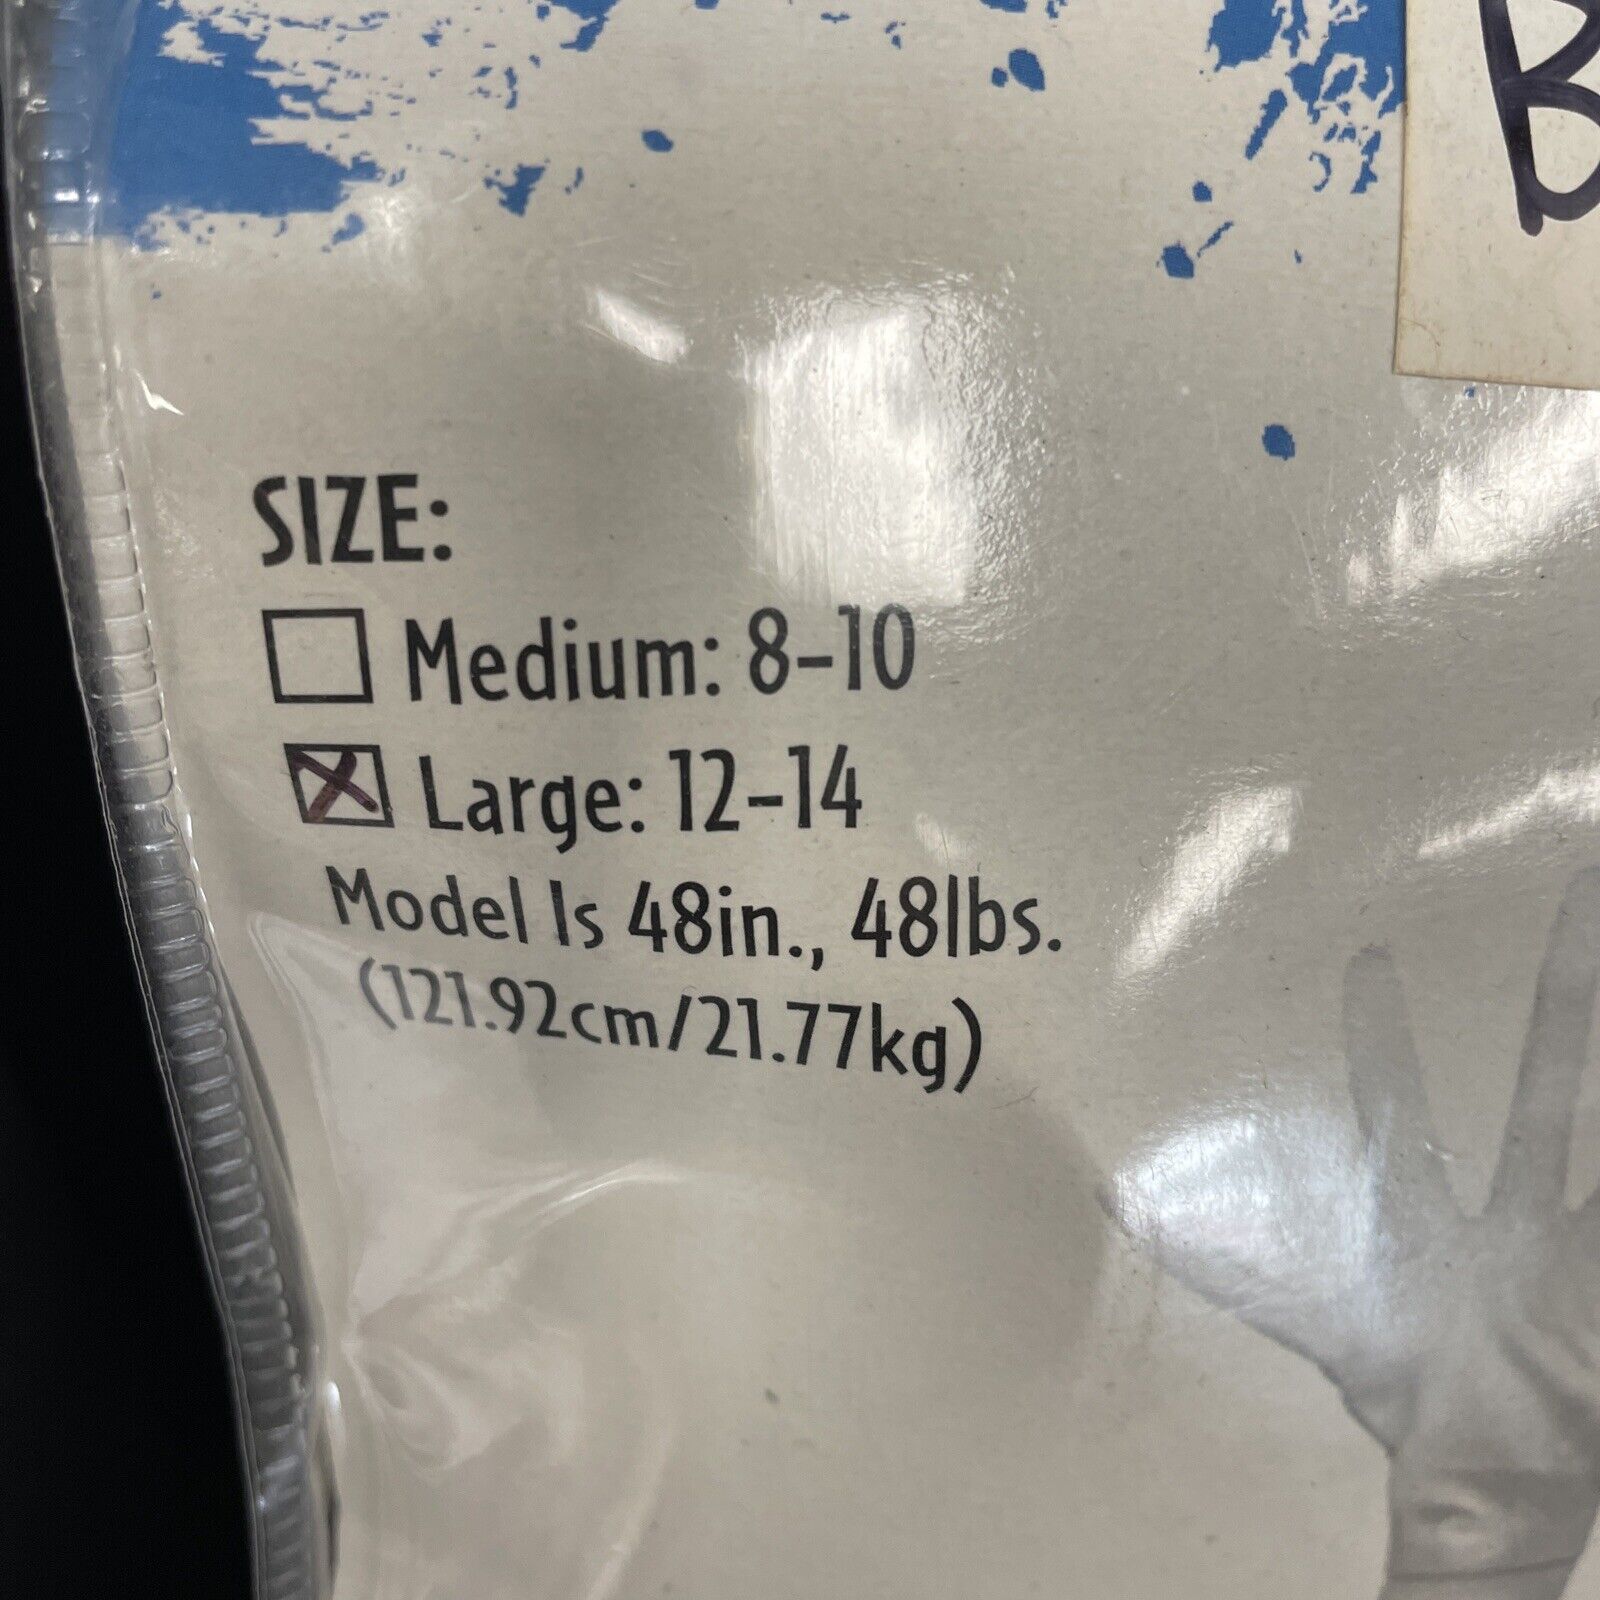 B
SIZE:
Medium: 8-10
Large: 12-14
Model Is 48in., 48lbs.
(121.92cm/21.77kg)